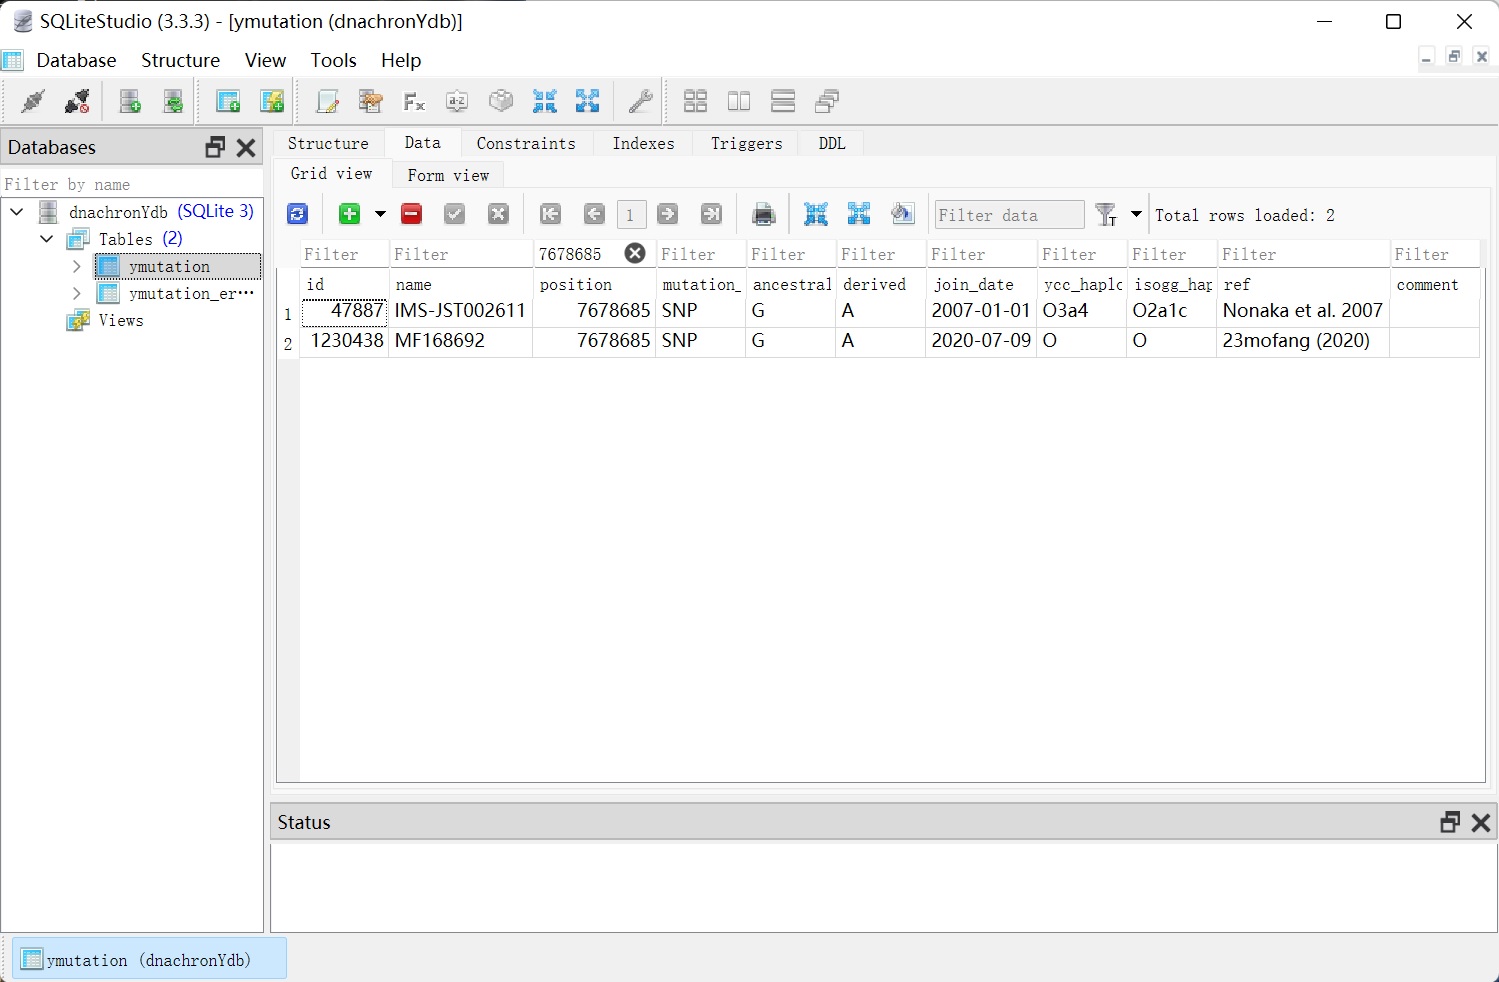 SQLiteStudio (3.3.3) - [ymutation (dnachronYdb)]
Database Structure View Tools Help
Databases
Filter by name
dnachronYdb (SQLite 3)
Tables (2)
ymutation
ymutation_er···
Views
Structure Data Constraints Indexes Triggers DDL
Grid view Form view
1 Filter data Total rows loaded: 2
Filter Filter 7678685 Filter Filter Filter Filter Filter Filter Filter Filter
id name position mutation_ ancestral derived join_date ycc_haplc isogg_hap ref comment
1 47887 IMS-JST002611 7678685 SNP G A 2007-01-01 O3a4 O2a1c Nonaka et al. 2007
2 1230438 MF168692 7678685 SNP G A 2020-07-09 O O 23mofang (2020)
Status
ymutation (dnachronYdb)